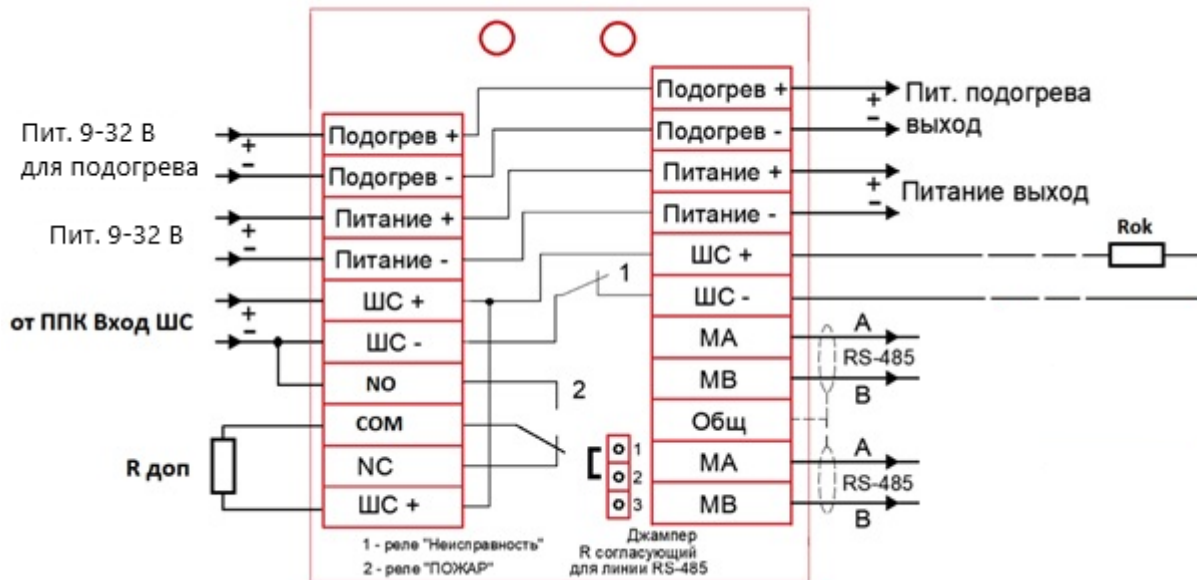 Пит. 9-32 В
для подогрева
+
-
Пит. 9-32 В
+
-
от ППК Вход ШС
+
-
R доп
Подогрев +
Подогрев -
Питание +
Питание -
ШС +
ШС -
NO
COM
NC
ШС +
1
2
1
2
3
1 - реле "Неисправность"
2 - реле "ПОЖАР"
Джампер
R согласующий
для линии RS-485
Подогрев +
Подогрев -
Питание +
Питание -
ШС +
ШС -
МА
МВ
Общ
МА
МВ
+
-
Пит. подогрева
выход
+
-
Питание выход
Rok
A
RS-485
B
A
RS-485
B